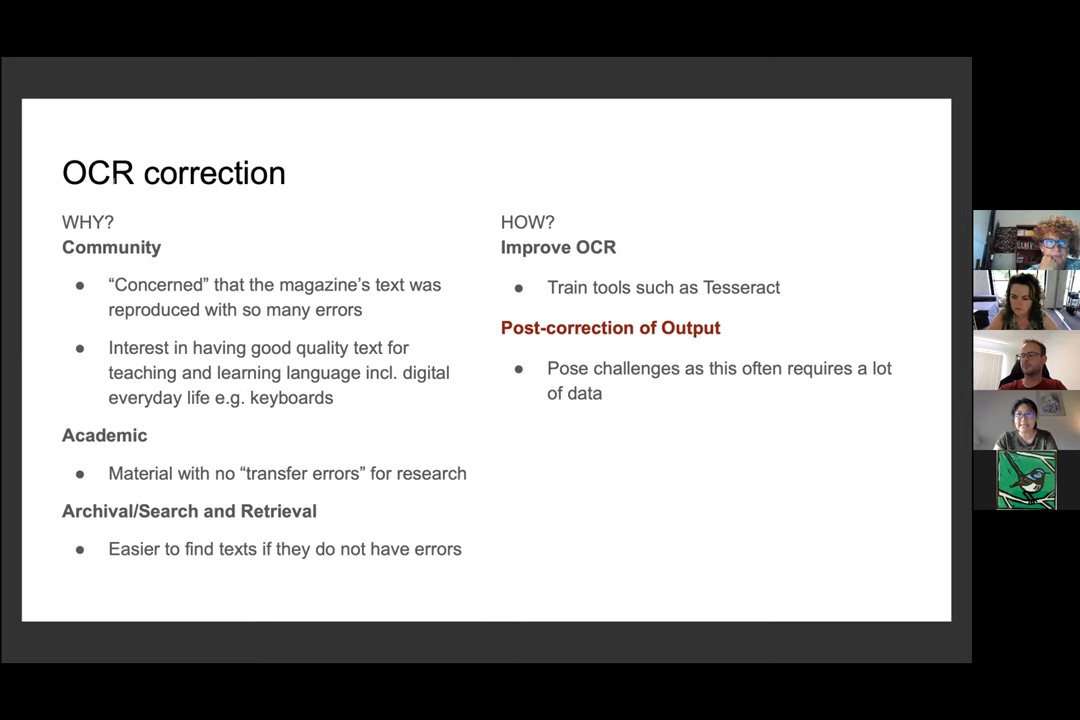 OCR correction
WHY?
Community
● “Concerned” that the magazine’s text was
reproduced with so many errors
● Interest in having good quality text for
teaching and learning language incl. digital
everyday life e.g. keyboards
Academic
● Material with no “transfer errors” for research
Archival/Search and Retrieval
● Easier to find texts if they do not have errors
HOW?
Improve OCR
● Train tools such as Tesseract
Post-correction of Output
● Pose challenges as this often requires a lot
of data